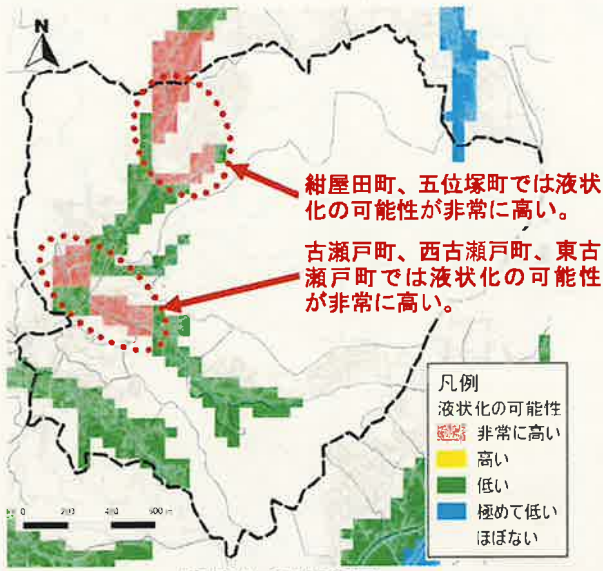 N
紺屋田町、五位塚町では液状
化の可能性が非常に高い。
古瀬戸町、西古瀬戸町、東古
瀬戸町では液状化の可能性
が非常に高い。
凡例
液状化の可能性
非常に高い
高い
低い
極めて低い
ほぼない
0 200 600 m